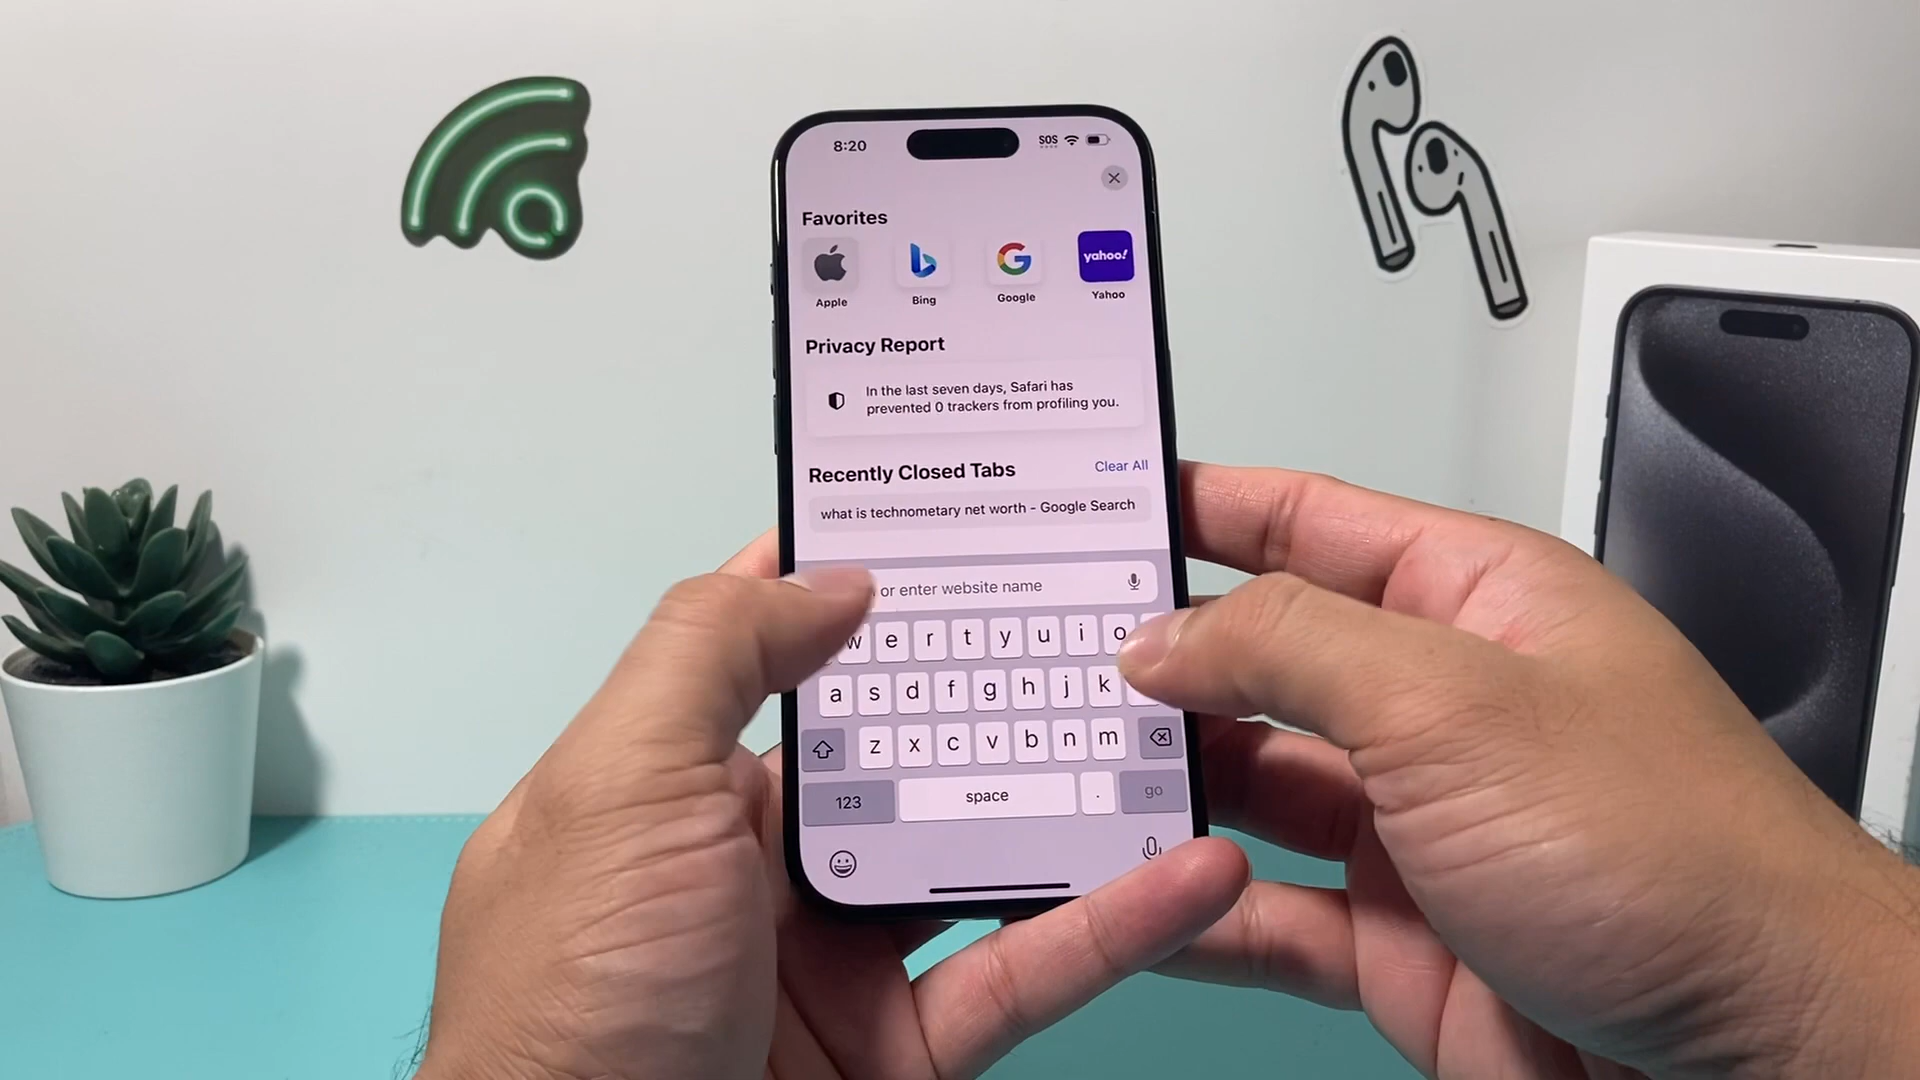 8:20
SOS
Favorites
yahoo!
Apple
Bing
Google
Yahoo
Privacy Report
In the last seven days, Safari has
prevented 0 trackers from profiling you.
Recently Closed Tabs
Clear All
what is technometary net worth - Google Search
or enter website name
w e r t y u i o
a s d f g h j k
z x c v b n m
123
space
.
go